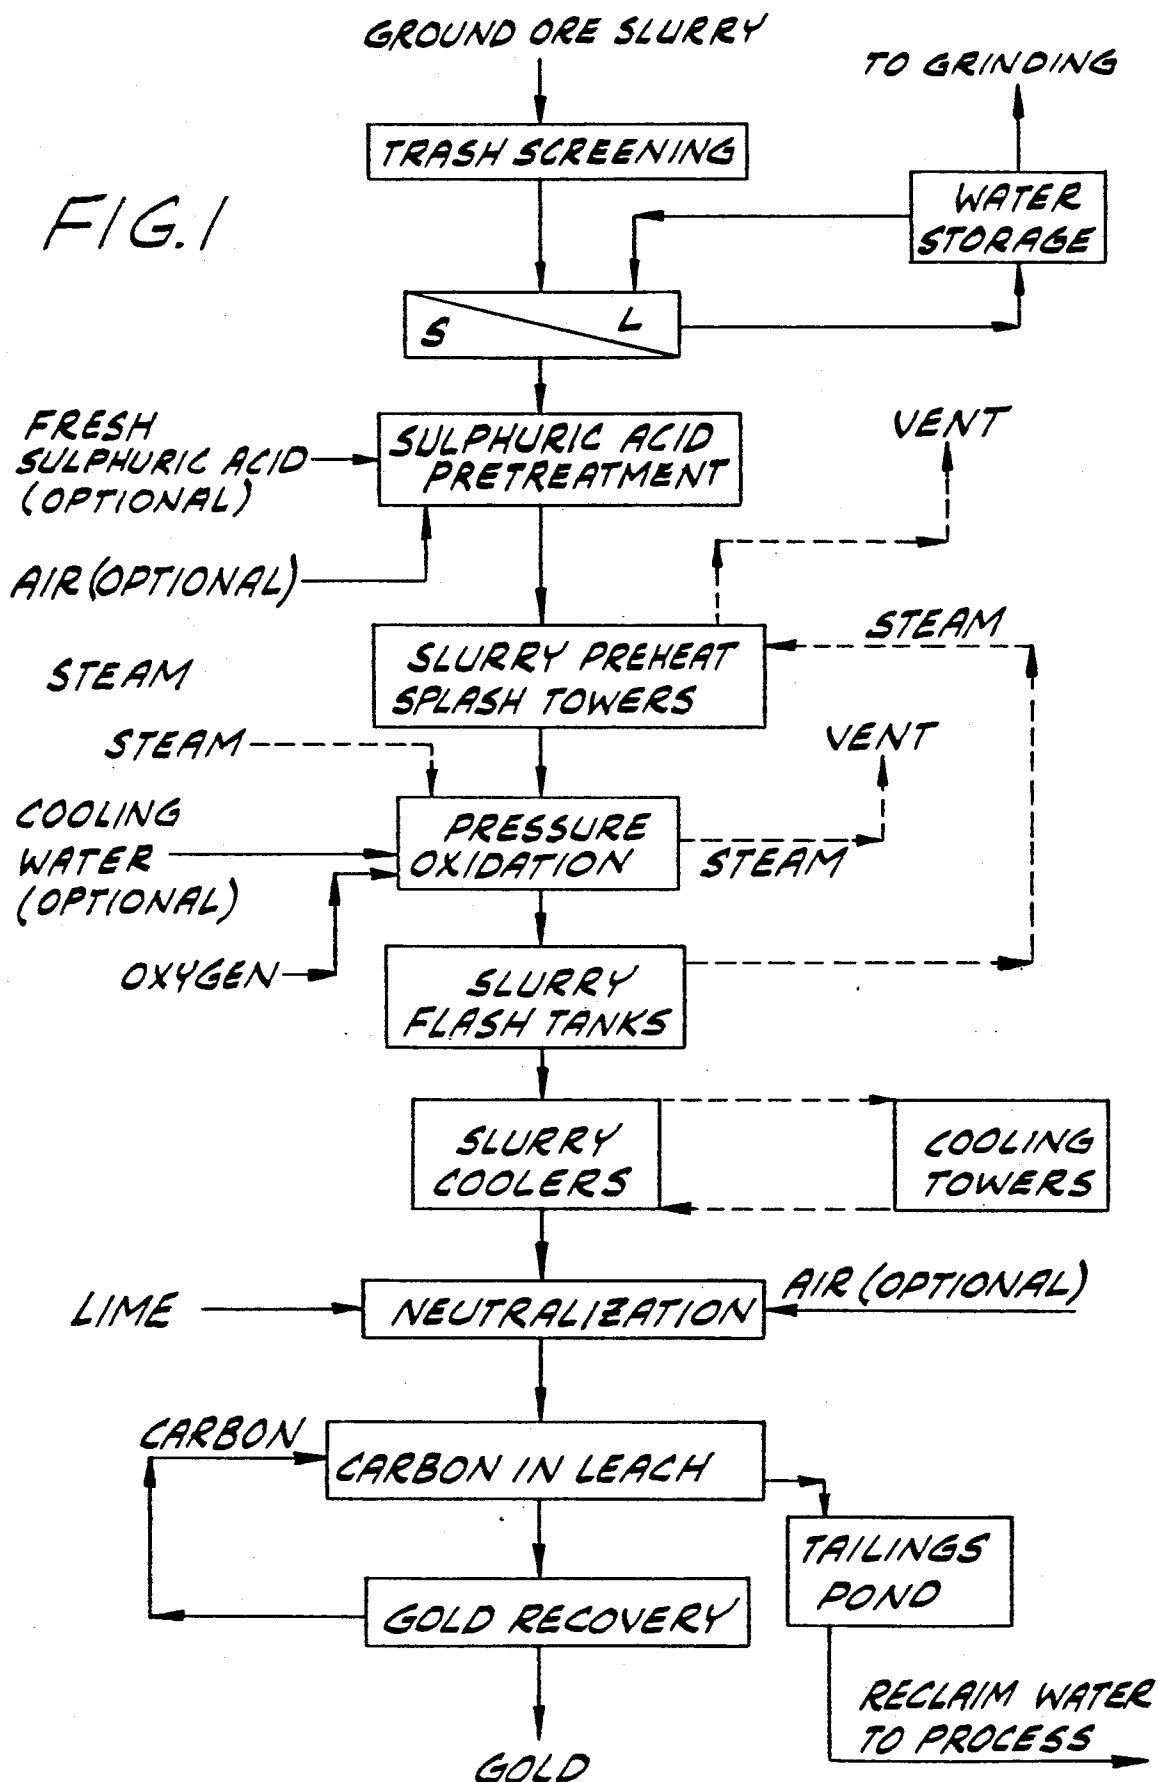 GROUND ORE SLURRY
TO GRINDING
TRASH SCREENING
FIG.1
WATER
STORAGE
S
L
FRESH
SULPHURIC ACID
(OPTIONAL)
SULPHURIC ACID
PRETREATMENT
VENT
AIR (OPTIONAL)
STEAM
SLURRY PREHEAT
SPLASH TOWERS
STEAM
STEAM
VENT
COOLING
WATER
(OPTIONAL)
PRESSURE
OXIDATION
STEAM
OXYGEN
SLURRY
FLASH TANKS
SLURRY
COOLERS
COOLING
TOWERS
LIME
NEUTRALIZATION
AIR (OPTIONAL)
CARBON
CARBON IN LEACH
TAILINGS
POND
GOLD RECOVERY
RECLAIM WATER
TO PROCESS
GOLD